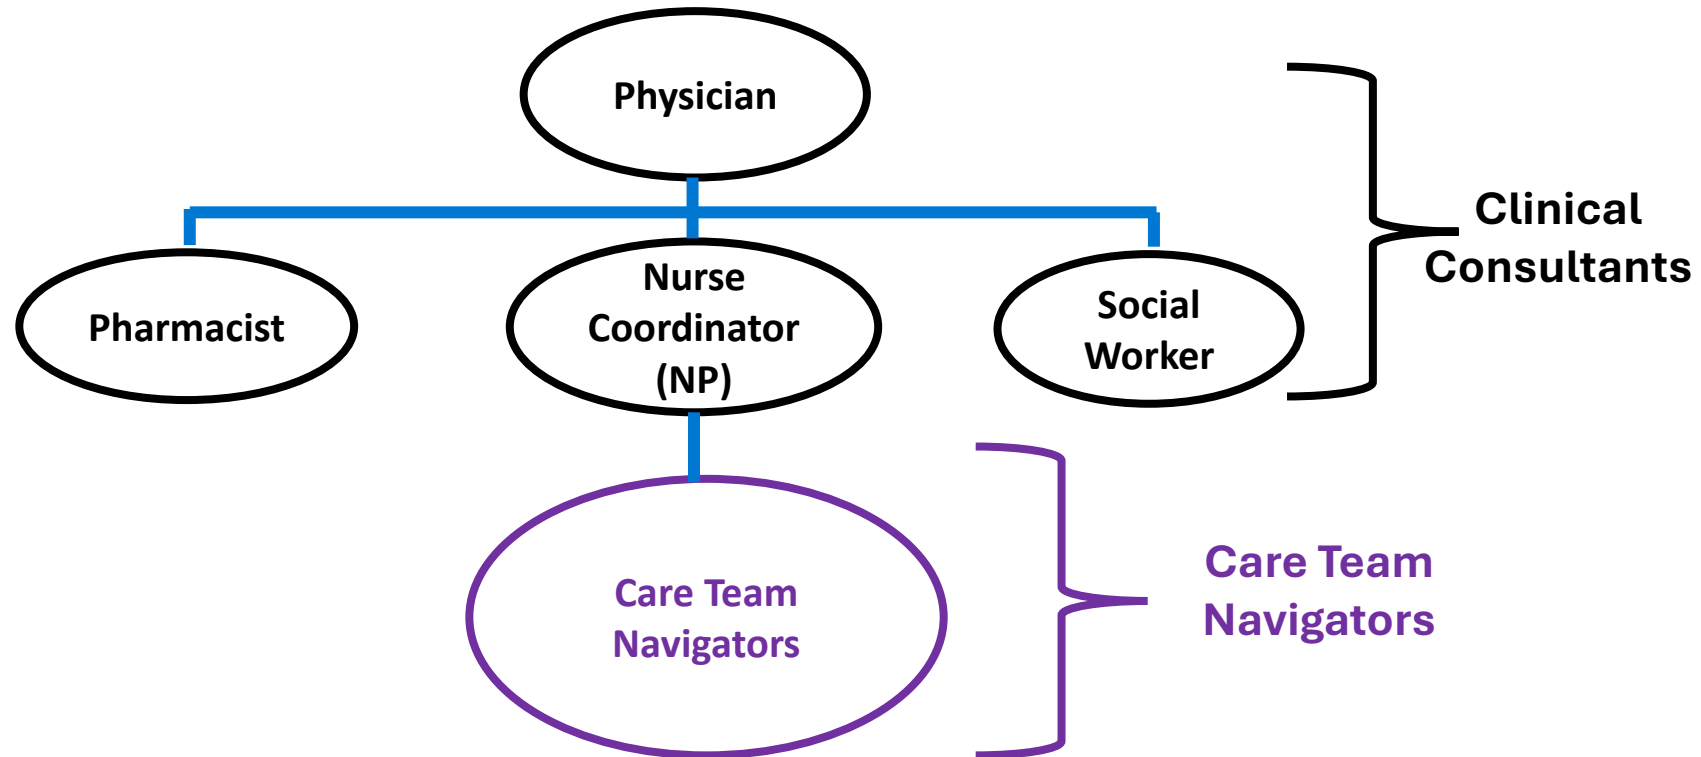 Physician
Clinical
Consultants
Pharmacist
Nurse
Coordinator
(NP)
Social
Worker
Care Team
Navigators
Care Team
Navigators